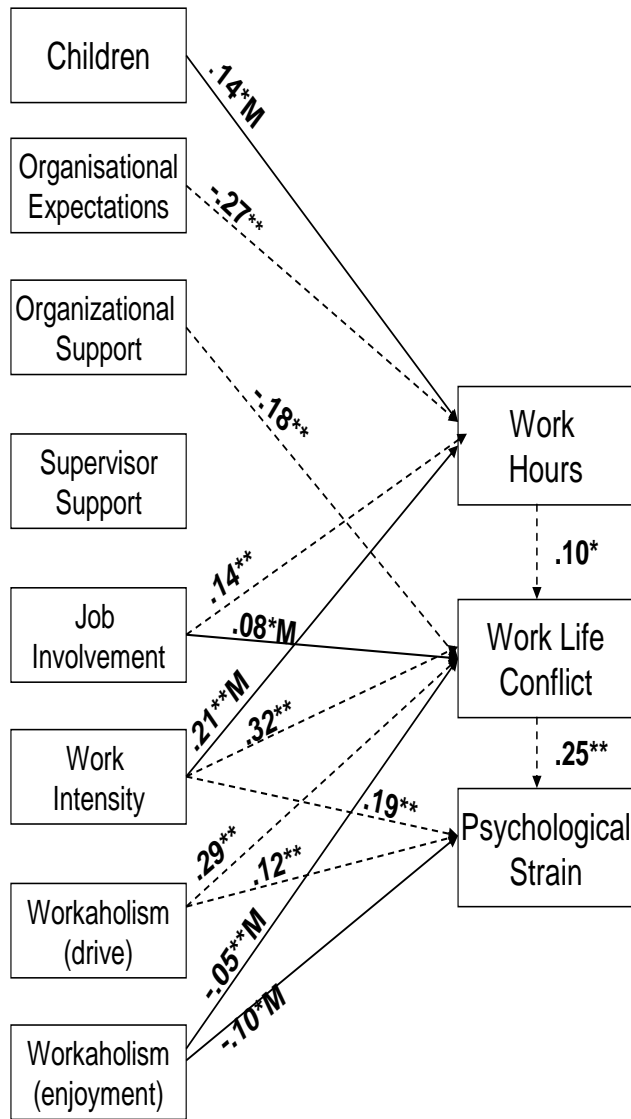 Children
.14*M
Organisational
Expectations
-.27**
Organizational
Support
-.18**
Supervisor
Support
Work
Hours
.10*
Job
Involvement
.14**
.08*M
Work Life
Conflict
.25**
Work
Intensity
.21**M
.32**
.19**
Psychological
Strain
Workaholism
(drive)
.29**
.12**
Workaholism
(enjoyment)
-.05**M
-.10*M